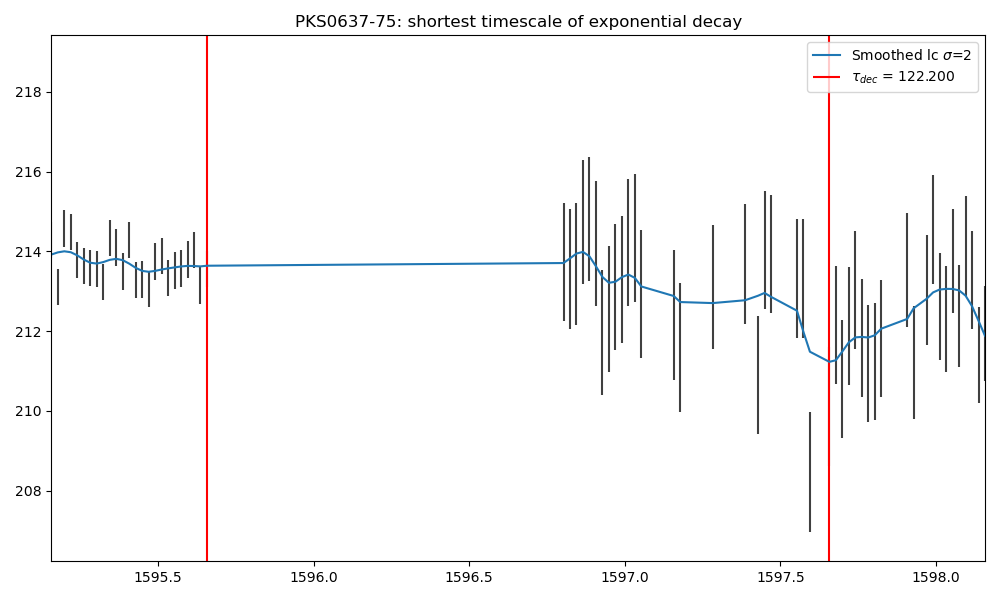 PKS0637-75: shortest timescale of exponential decay
Smoothed lc σ=2
τ_dec = 122.200
218
216
214
212
210
208
1595.5 1596.0 1596.5 1597.0 1597.5 1598.0